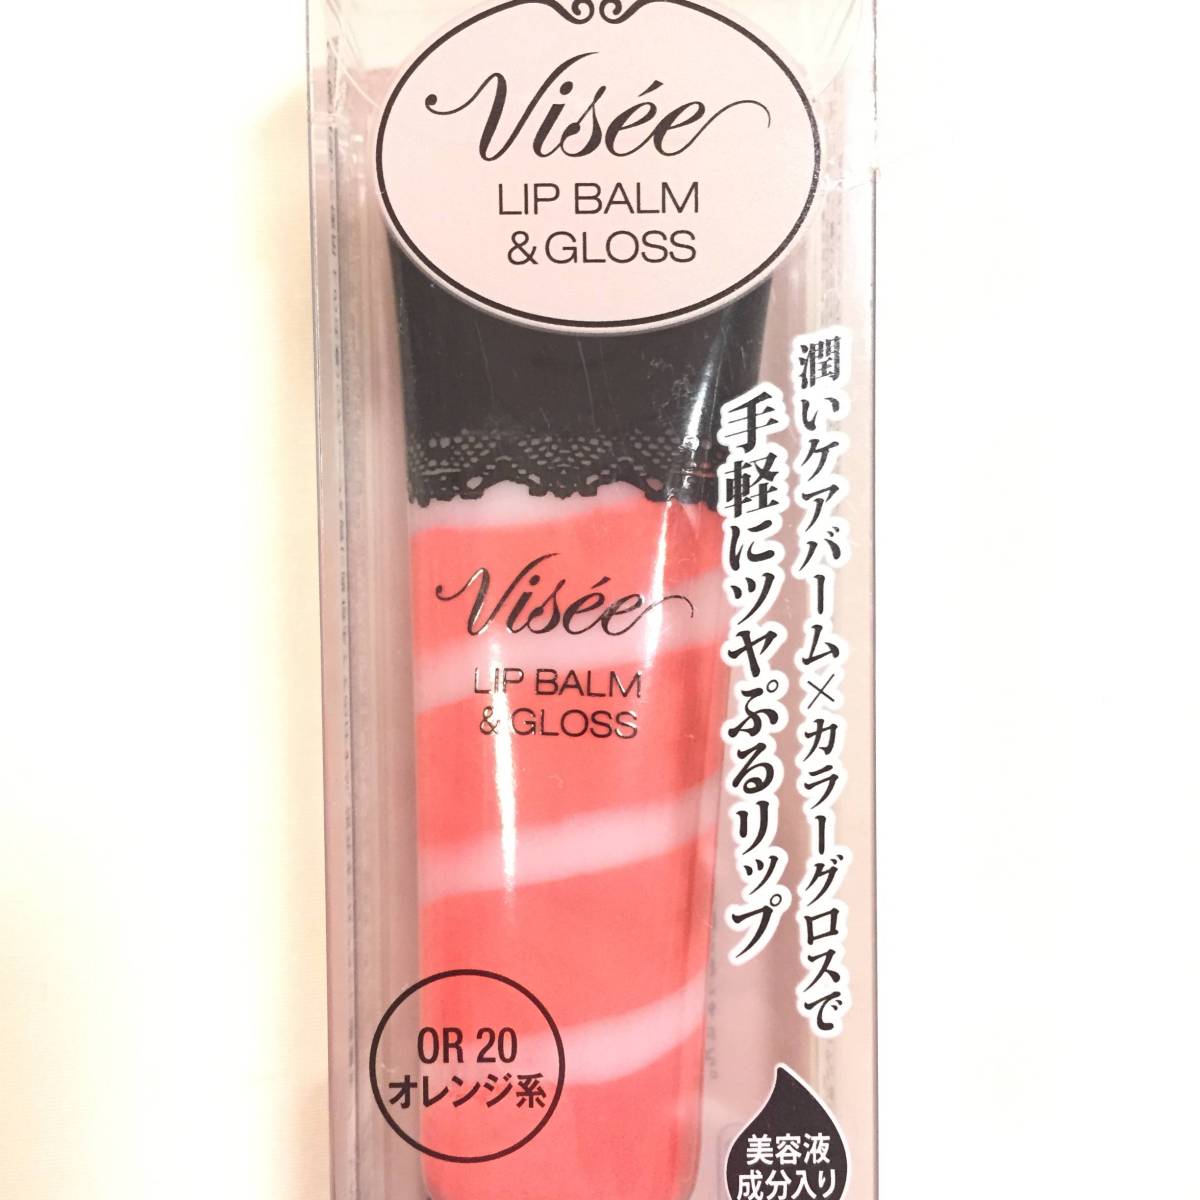 Visée
LIP BALM
& GLOSS
潤いケアバーム×カラーグロスで
手軽にツヤぷるリップ
Visée
LIP BALM
& GLOSS
OR 20
オレンジ系
美容液
成分入り